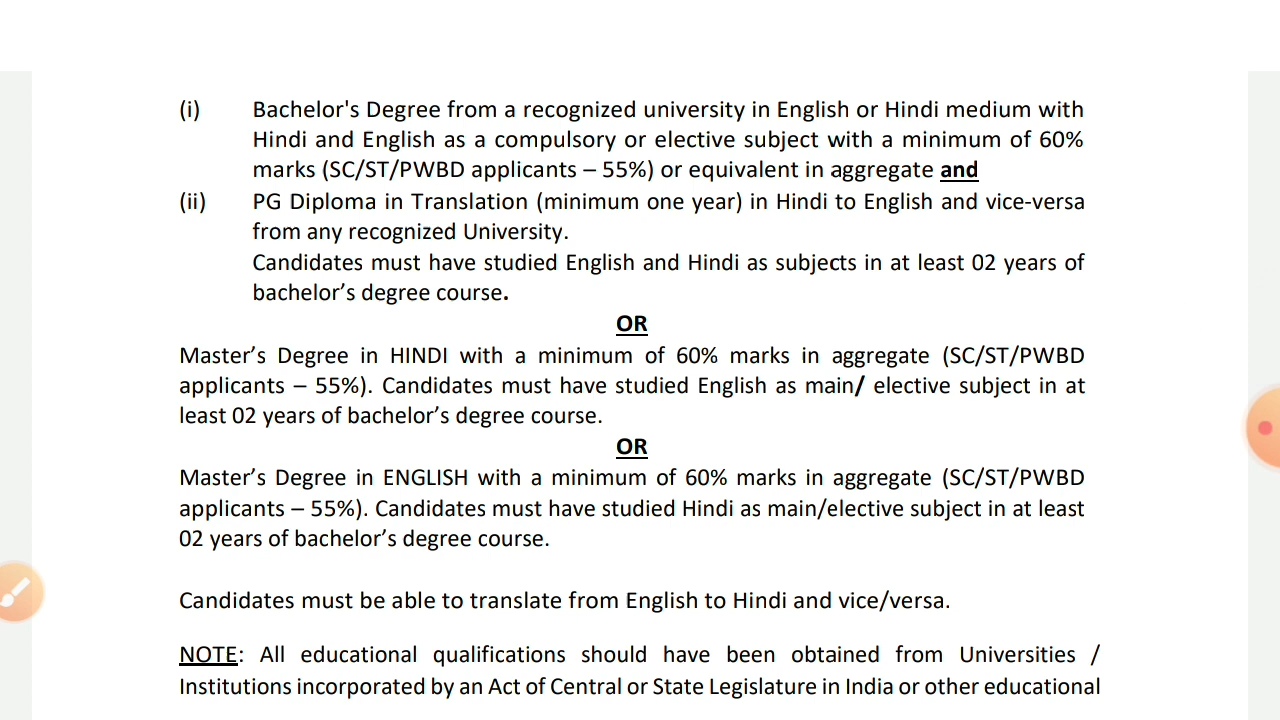 (i) Bachelor's Degree from a recognized university in English or Hindi medium with
Hindi and English as a compulsory or elective subject with a minimum of 60%
marks (SC/ST/PWBD applicants – 55%) or equivalent in aggregate and
(ii) PG Diploma in Translation (minimum one year) in Hindi to English and vice-versa
from any recognized University.
Candidates must have studied English and Hindi as subjects in at least 02 years of
bachelor’s degree course.
OR
Master’s Degree in HINDI with a minimum of 60% marks in aggregate (SC/ST/PWBD
applicants – 55%). Candidates must have studied English as main/ elective subject in at
least 02 years of bachelor’s degree course.
OR
Master’s Degree in ENGLISH with a minimum of 60% marks in aggregate (SC/ST/PWBD
applicants – 55%). Candidates must have studied Hindi as main/elective subject in at least
02 years of bachelor’s degree course.
Candidates must be able to translate from English to Hindi and vice/versa.
NOTE: All educational qualifications should have been obtained from Universities /
Institutions incorporated by an Act of Central or State Legislature in India or other educational